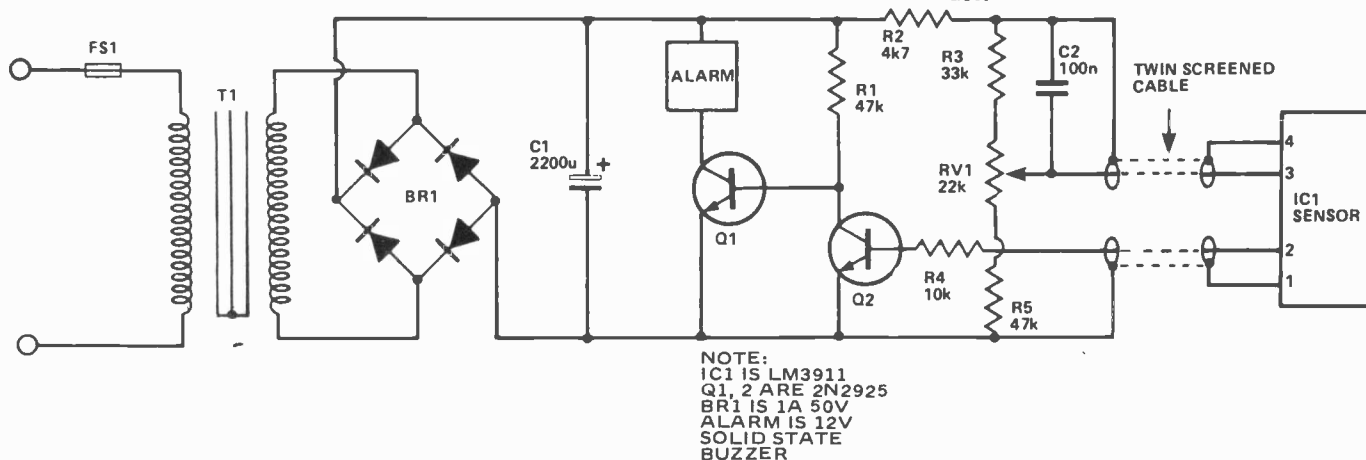 FS1
T1
BR1
C1
2200u
+
ALARM
Q1
R1
47k
R2
4k7
Q2
R4
10k
R3
33k
RV1
22k
R5
47k
C2
100n
TWIN SCREENED
CABLE
4
3
2
1
IC1
SENSOR
NOTE:
IC1 IS LM3911
Q1, 2 ARE 2N2925
BR1 IS 1A 50V
ALARM IS 12V
SOLID STATE
BUZZER